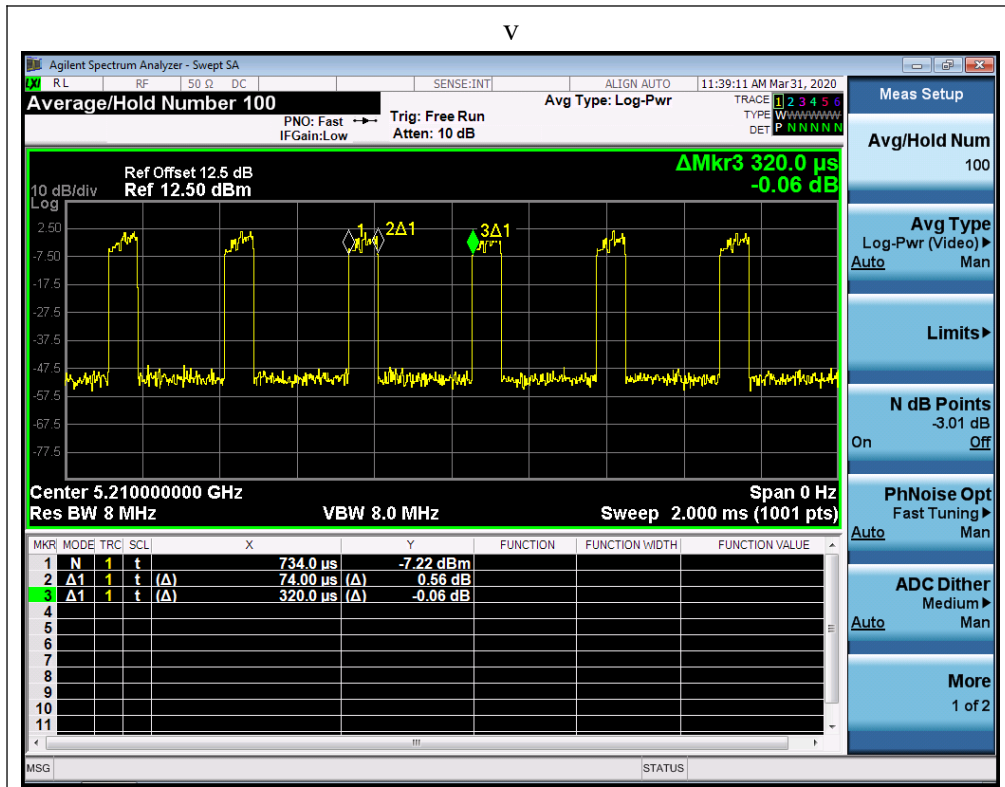 v
Agilent Spectrum Analyzer - Swept SA
LXI RL RF 50 Ω DC SENSE:INT ALIGN AUTO 11:39:11 AM Mar 31, 2020
Average/Hold Number 100
Avg Type: Log-Pwr
TRACE 1 2 3 4 5 6
TYPE WWWWWW
DET P N N N N N
PNO: Fast
IFGain:Low
Trig: Free Run
Atten: 10 dB
ΔMkr3 320.0 µs
-0.06 dB
Ref Offset 12.5 dB
Ref 12.50 dBm
10 dB/div
Log
2.50
-7.50
-17.5
-27.5
-37.5
-47.5
-57.5
-67.5
-77.5
1
2Δ1
3Δ1
Center 5.210000000 GHz
Span 0 Hz
Res BW 8 MHz
VBW 8.0 MHz
Sweep 2.000 ms (1001 pts)
MKR MODE TRC SCL X Y FUNCTION FUNCTION WIDTH FUNCTION VALUE
1 N 1 t 734.0 µs -7.22 dBm
2 Δ1 1 t (Δ) 74.00 µs (Δ) 0.56 dB
3 Δ1 1 t (Δ) 320.0 µs (Δ) -0.06 dB
4
5
6
7
8
9
10
11
MSG
STATUS
Meas Setup
Avg/Hold Num
100
Avg Type
Log-Pwr (Video)
Auto Man
Limits
N dB Points
-3.01 dB
On Off
PhNoise Opt
Fast Tuning
Auto Man
ADC Dither
Medium
Auto Man
More
1 of 2